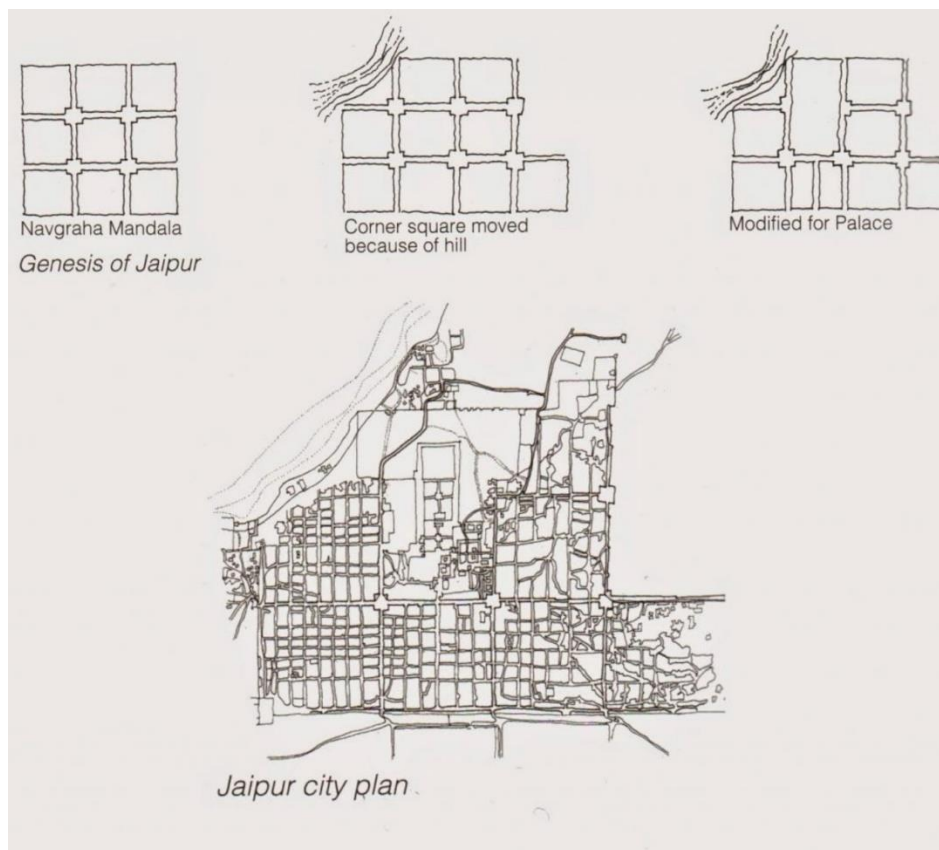 Navgraha Mandala
Genesis of Jaipur
Corner square moved
because of hill
Modified for Palace
Jaipur city plan